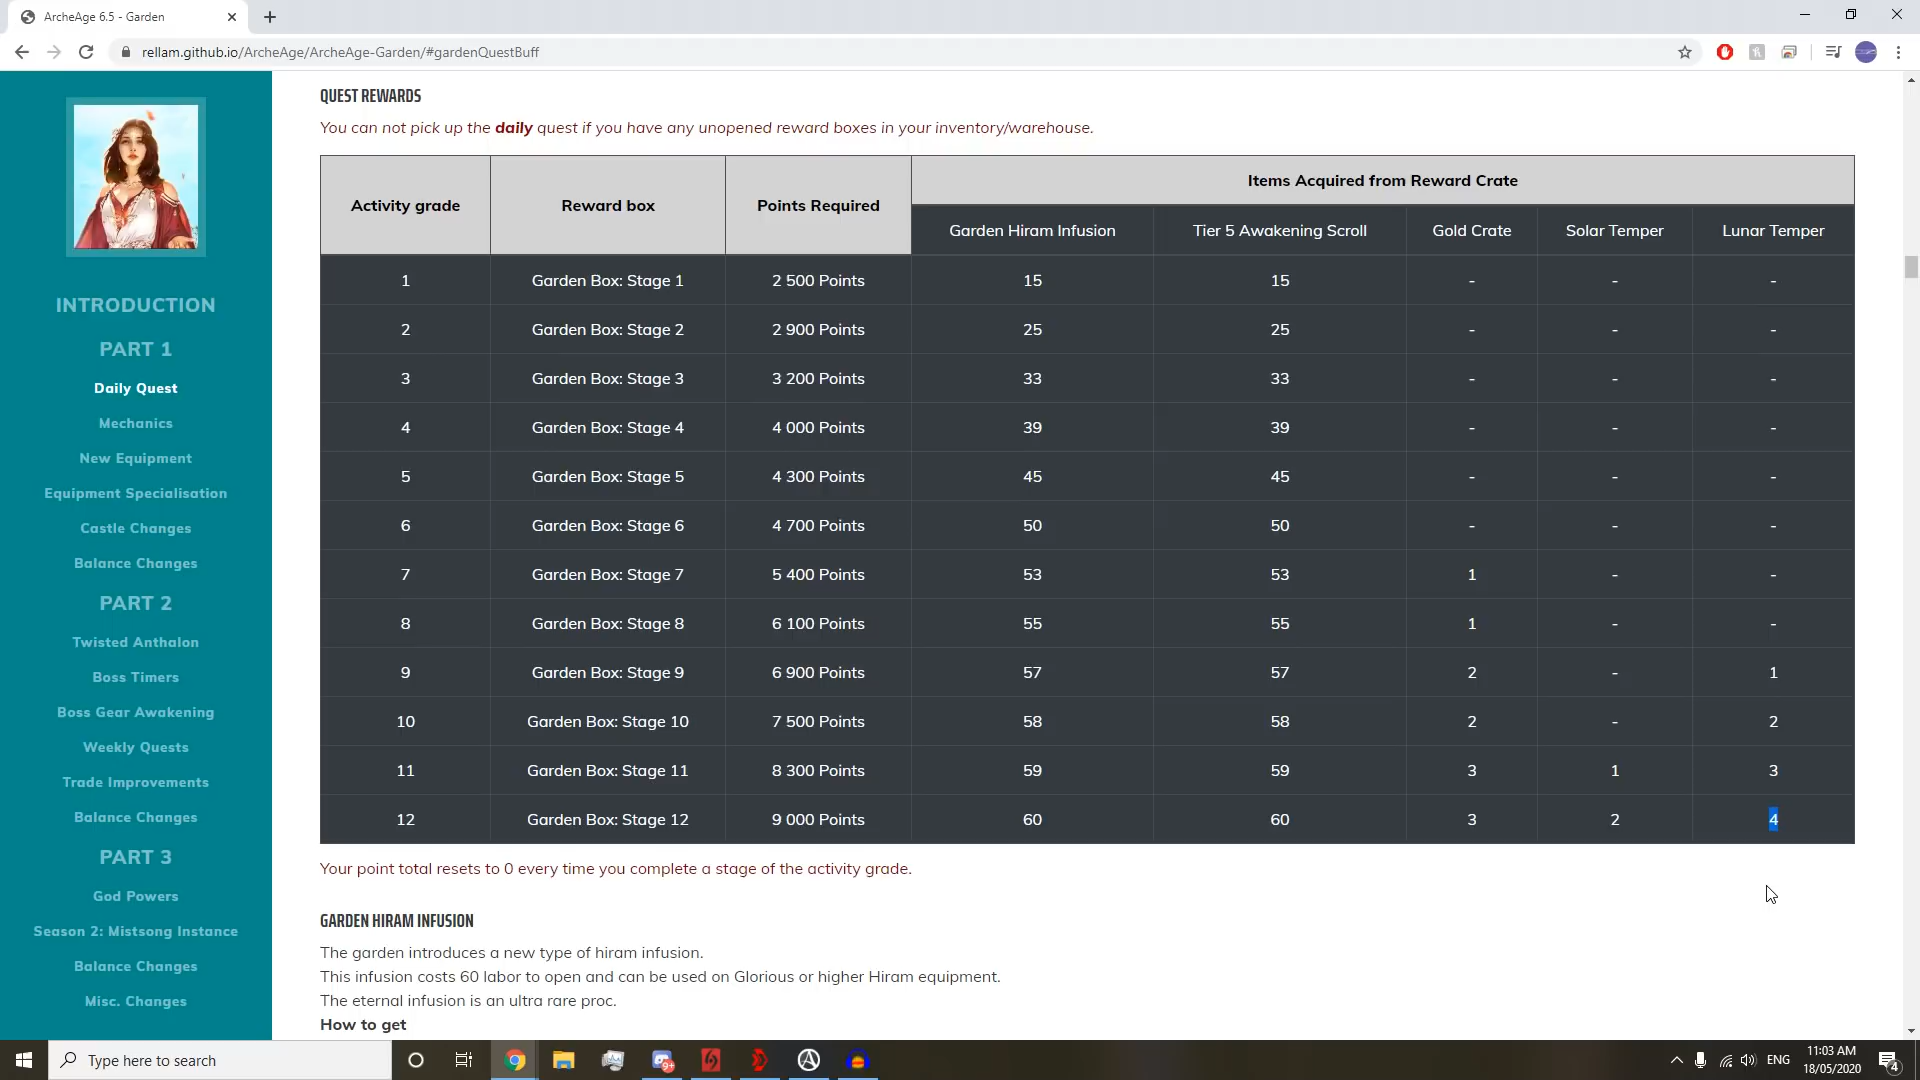 ArcheAge 6.5 - Garden
rellam.github.io/ArcheAge/ArcheAge-Garden/#gardenQuestBuff
INTRODUCTION
PART 1
Daily Quest
Mechanics
New Equipment
Equipment Specialisation
Castle Changes
Balance Changes
PART 2
Twisted Anthalon
Boss Timers
Boss Gear Awakening
Weekly Quests
Trade Improvements
Balance Changes
PART 3
God Powers
Season 2: Mistsong Instance
Balance Changes
Misc. Changes
QUEST REWARDS
You can not pick up the daily quest if you have any unopened reward boxes in your inventory/warehouse.
Activity grade Reward box Points Required Items Acquired from Reward Crate
Garden Hiram Infusion Tier 5 Awakening Scroll Gold Crate Solar Temper Lunar Temper
1 Garden Box: Stage 1 2 500 Points 15 15 - - -
2 Garden Box: Stage 2 2 900 Points 25 25 - - -
3 Garden Box: Stage 3 3 200 Points 33 33 - - -
4 Garden Box: Stage 4 4 000 Points 39 39 - - -
5 Garden Box: Stage 5 4 300 Points 45 45 - - -
6 Garden Box: Stage 6 4 700 Points 50 50 - - -
7 Garden Box: Stage 7 5 400 Points 53 53 1 - -
8 Garden Box: Stage 8 6 100 Points 55 55 1 - -
9 Garden Box: Stage 9 6 900 Points 57 57 2 - 1
10 Garden Box: Stage 10 7 500 Points 58 58 2 - 2
11 Garden Box: Stage 11 8 300 Points 59 59 3 1 3
12 Garden Box: Stage 12 9 000 Points 60 60 3 2 4
Your point total resets to 0 every time you complete a stage of the activity grade.
GARDEN HIRAM INFUSION
The garden introduces a new type of hiram infusion.
This infusion costs 60 labor to open and can be used on Glorious or higher Hiram equipment.
The eternal infusion is an ultra rare proc.
How to get
Type here to search
ENG
11:03 AM
18/05/2020
4